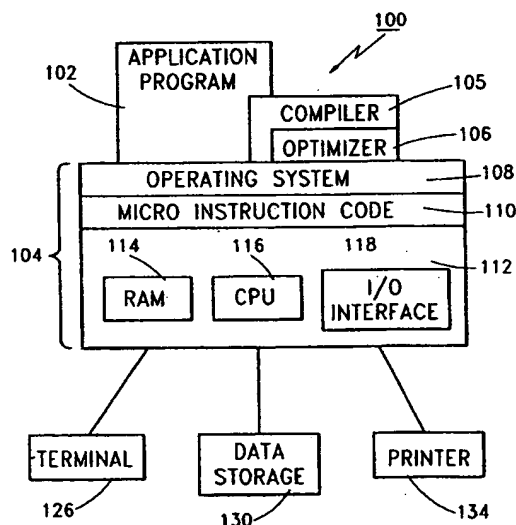 100
102
APPLICATION
PROGRAM
105
COMPILER
106
OPTIMIZER
OPERATING SYSTEM
108
MICRO INSTRUCTION CODE
110
104
114
116
118
112
RAM
CPU
I/O
INTERFACE
TERMINAL
DATA
STORAGE
PRINTER
126
130
134